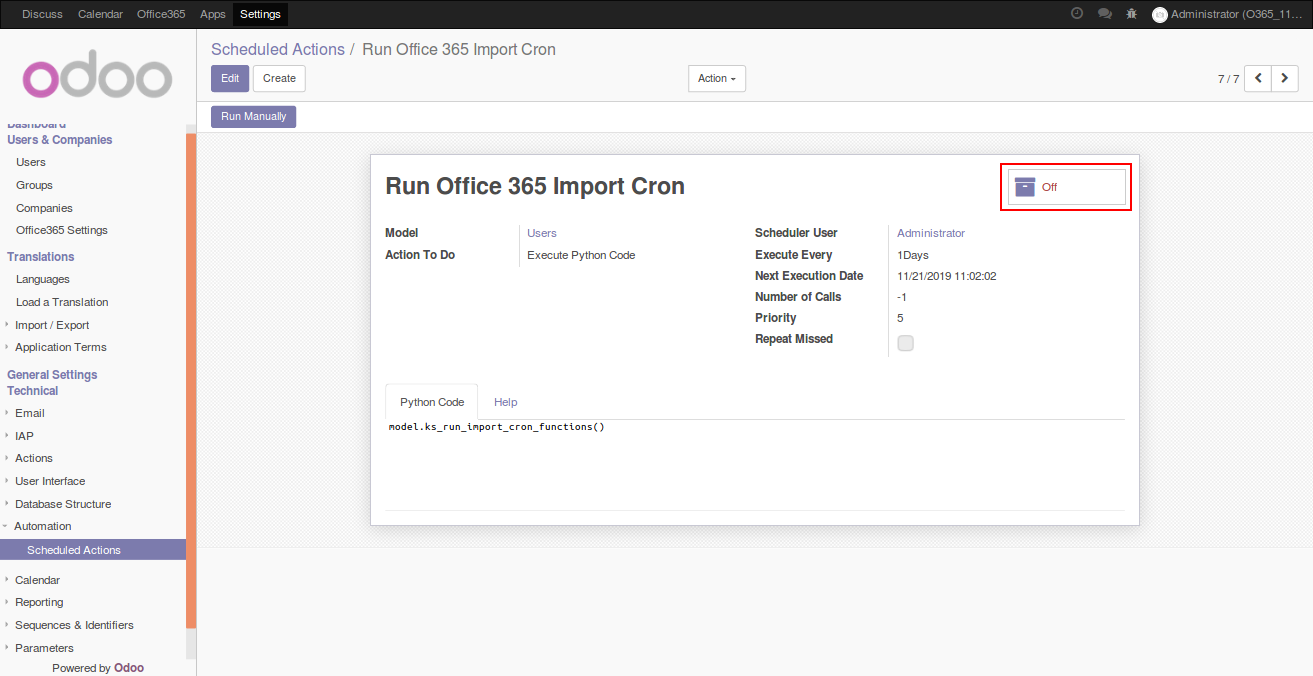 Discuss Calendar Office365 Apps Settings Administrator (O365_11...
odoo
Scheduled Actions / Run Office 365 Import Cron
Edit Create Action 7 / 7
Run Manually
Dashboard
Users & Companies
Users
Groups
Companies
Office365 Settings
Translations
Languages
Load a Translation
Import / Export
Application Terms
General Settings
Technical
Email
IAP
Actions
User Interface
Database Structure
Automation
Scheduled Actions
Calendar
Reporting
Sequences & Identifiers
Parameters
Powered by Odoo
Run Office 365 Import Cron
Off
Model Users
Action To Do Execute Python Code
Scheduler User Administrator
Execute Every 1Days
Next Execution Date 11/21/2019 11:02:02
Number of Calls -1
Priority 5
Repeat Missed
Python Code Help
model.ks_run_import_cron_functions()